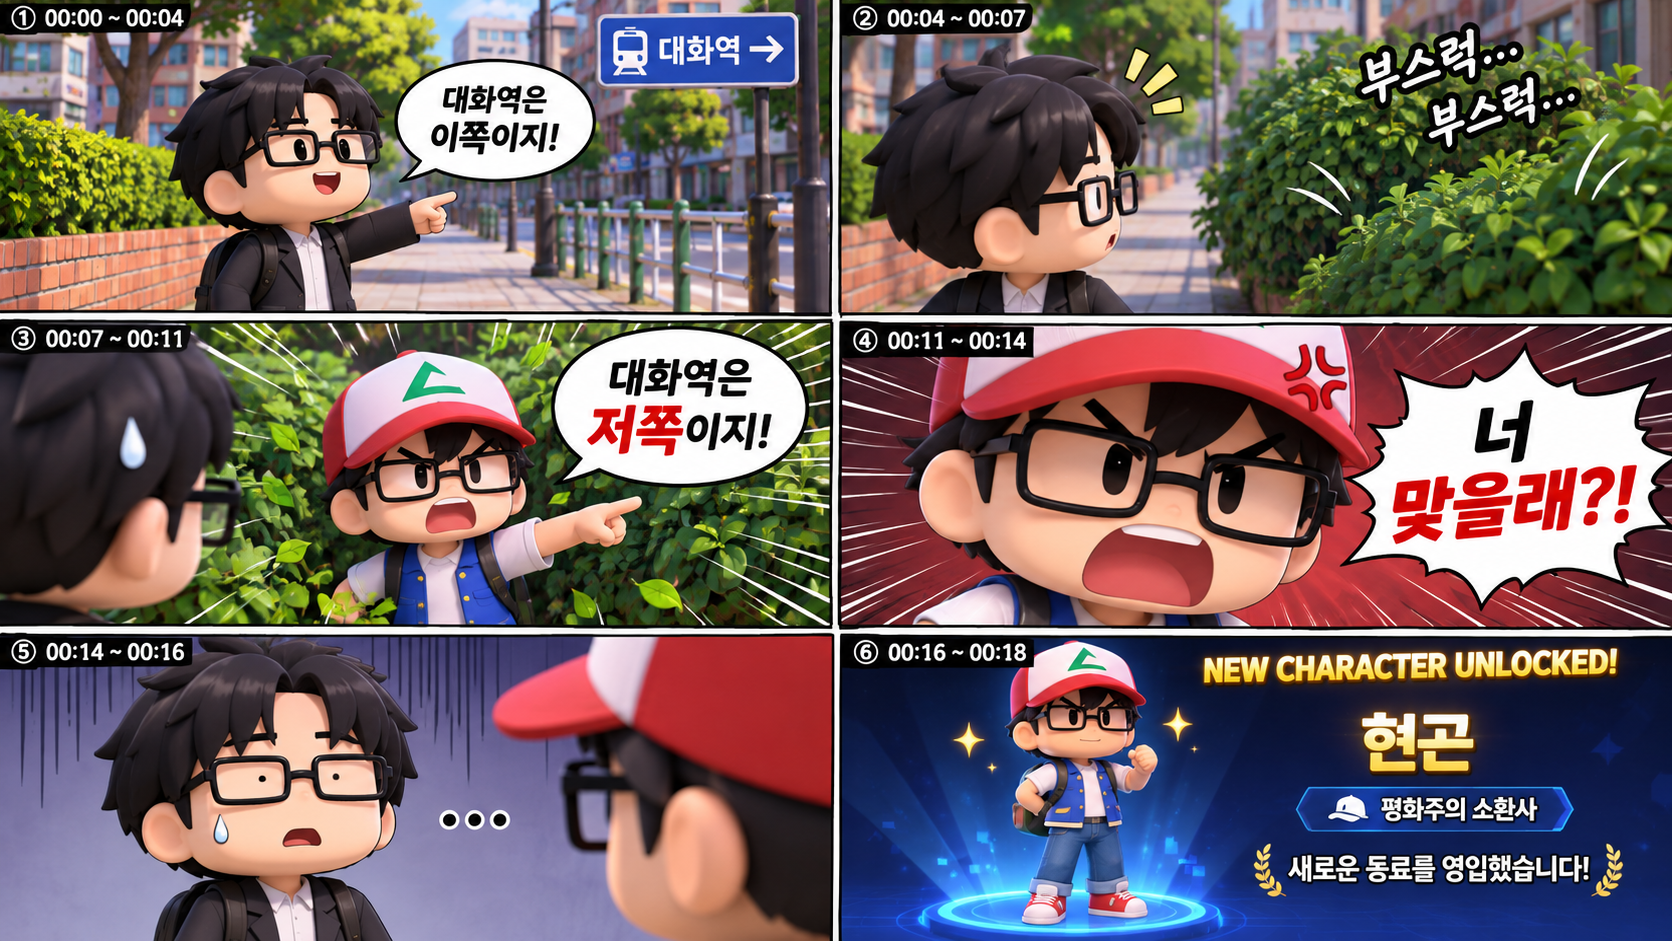 ① 00:00 ~ 00:04
대화역 →
대화역은
이쪽이지!
② 00:04 ~ 00:07
부스럭...
부스럭...
③ 00:07 ~ 00:11
대화역은
저쪽이지!
④ 00:11 ~ 00:14
너
맞을래?!
⑤ 00:14 ~ 00:16
...
⑥ 00:16 ~ 00:18
NEW CHARACTER UNLOCKED!
현곤
평화주의 소환사
새로운 동료를 영입했습니다!